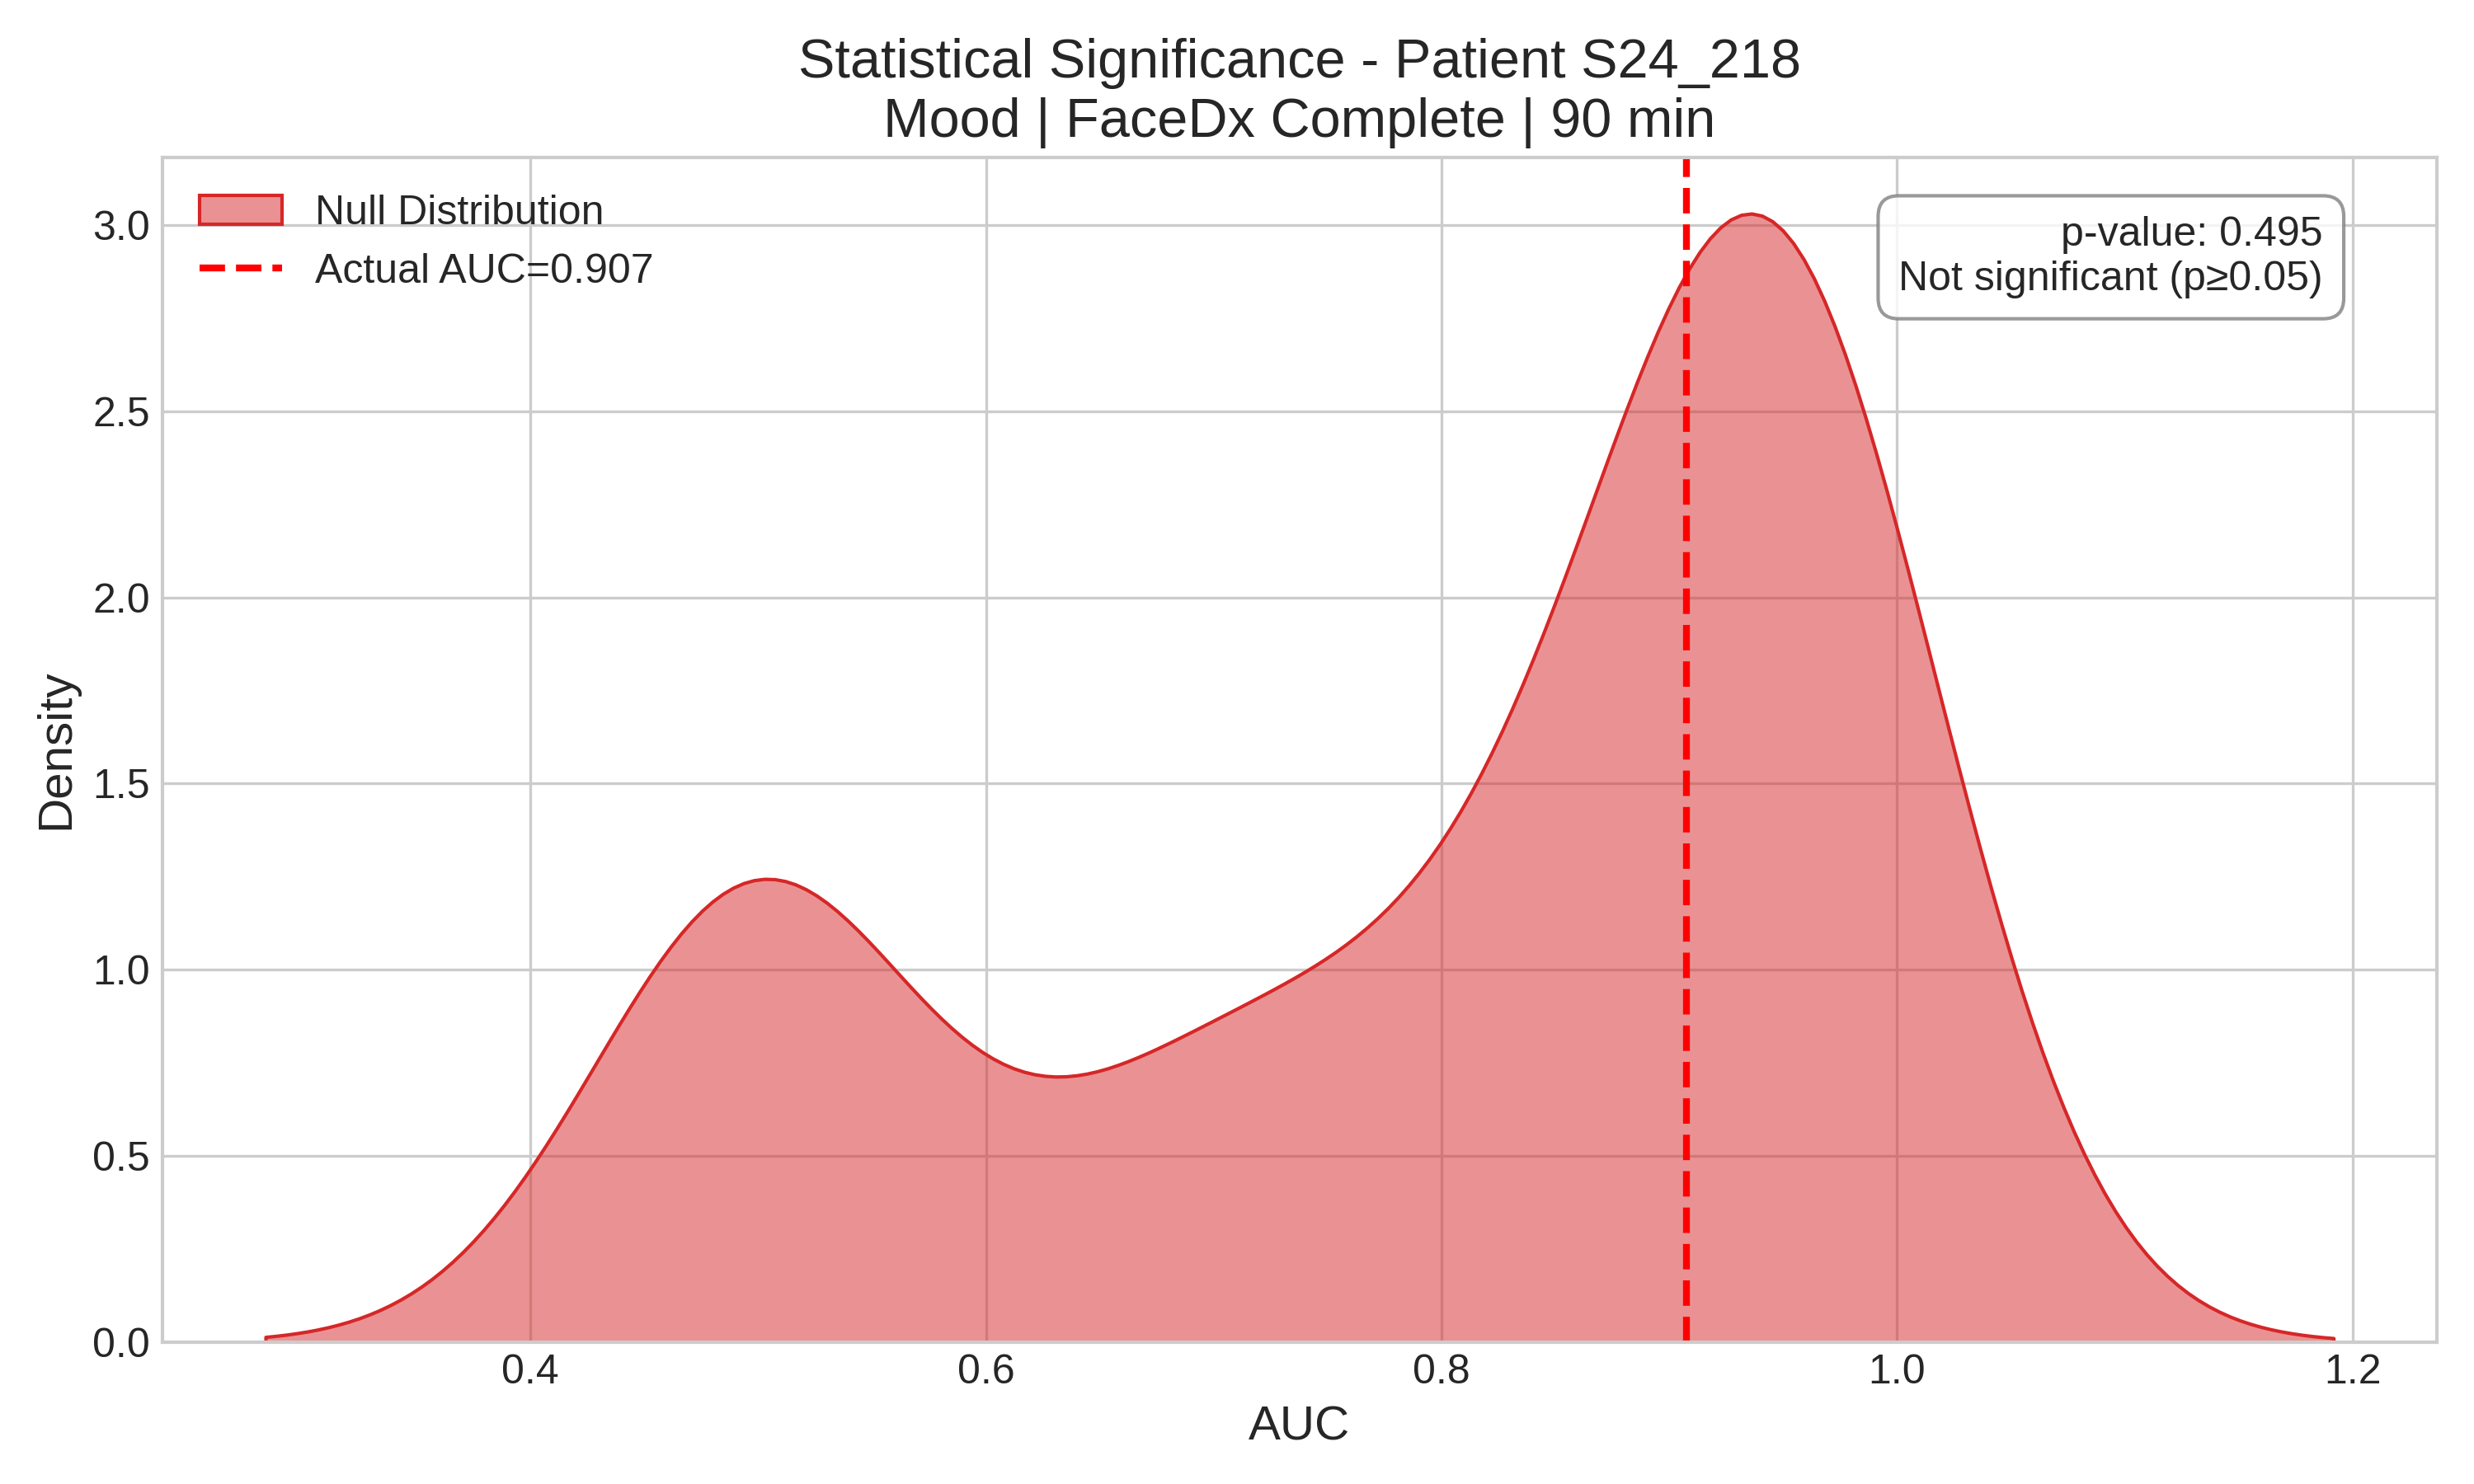 Statistical Significance - Patient S24_218
Mood | FaceDx Complete | 90 min
Null Distribution
Actual AUC=0.907
p-value: 0.495
Not significant (p≥0.05)
Density
3.0
2.5
2.0
1.5
1.0
0.5
0.0
0.4 0.6 0.8 1.0 1.2
AUC